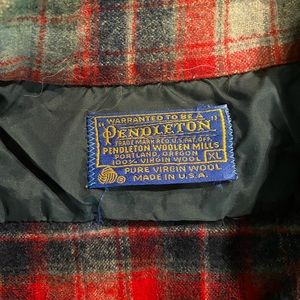 WARRANTED TO BE A
"PENDLETON"
TRADE MARK REG. U.S. PAT. OFF.
PENDLETON WOOLEN MILLS
PORTLAND, OREGON
100% VIRGIN WOOL XL
PURE VIRGIN WOOL
MADE IN U.S.A.